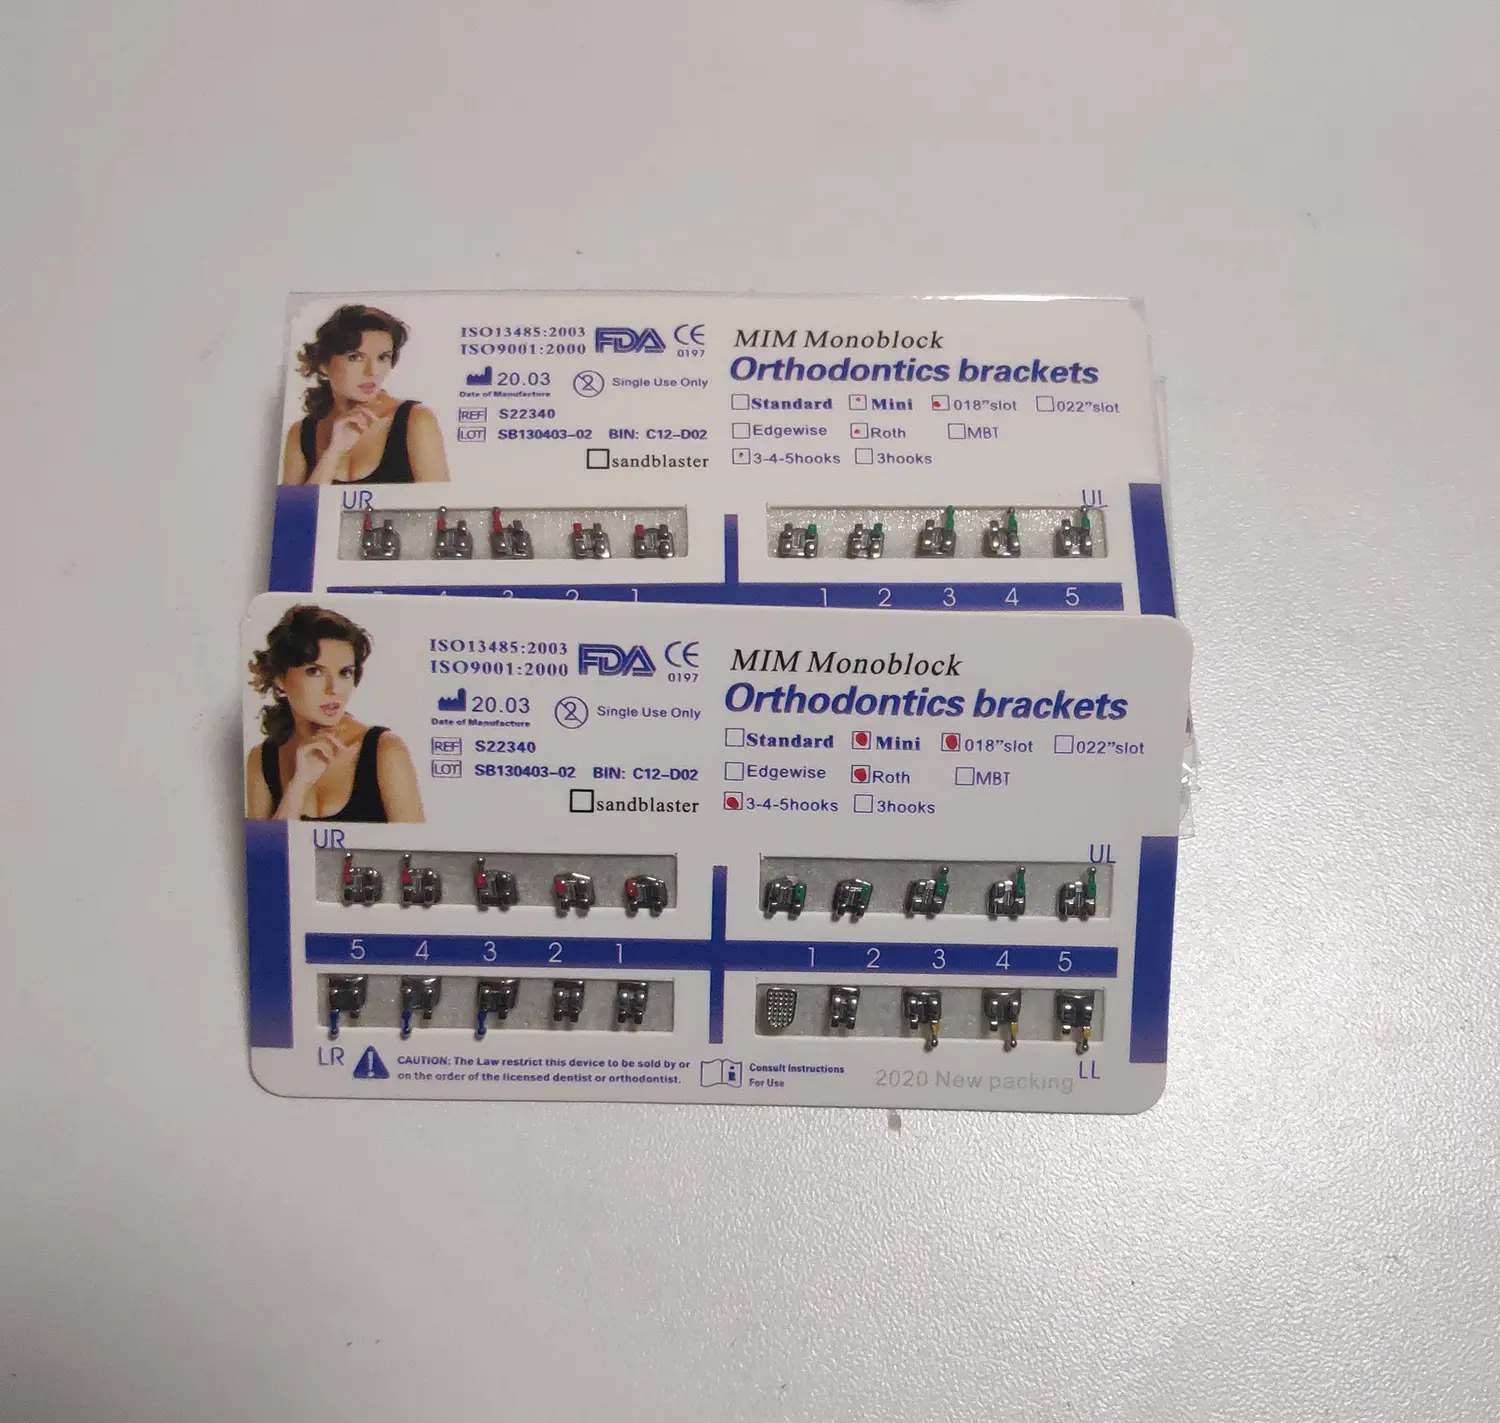 ISO13485:2003
ISO9001:2000
FDA CE
0197
20.03
Date of Manufacture
Single Use Only
REF S22340
LOT SB130403-02 BIN: C12-D02
sandblaster
MIM Monoblock
Orthodontics brackets
Standard Mini 018"slot 022"slot
Edgewise Roth MBT
3-4-5hooks 3hooks
UR UL
1 2 3 4 5
ISO13485:2003
ISO9001:2000
FDA CE
0197
20.03
Date of Manufacture
Single Use Only
REF S22340
LOT SB130403-02 BIN: C12-D02
sandblaster
MIM Monoblock
Orthodontics brackets
Standard Mini 018"slot 022"slot
Edgewise Roth MBT
3-4-5hooks 3hooks
UR UL
5 4 3 2 1 1 2 3 4 5
LR LL
CAUTION: The Law restrict this device to be sold by or
on the order of the licensed dentist or orthodontist.
Consult Instructions
For Use
2020 New packing